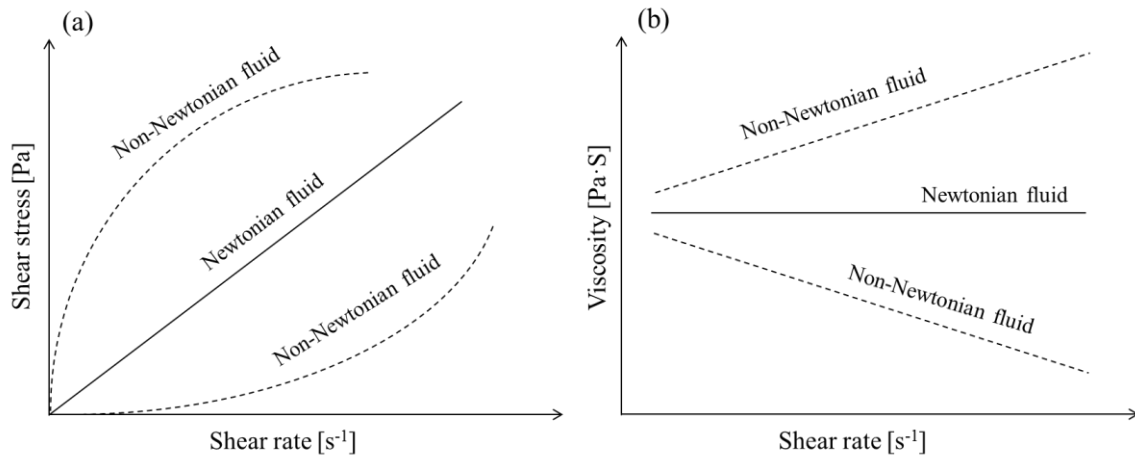 (a)
Shear stress [Pa]
Non-Newtonian fluid
Newtonian fluid
Non-Newtonian fluid
Shear rate [s⁻¹]
(b)
Viscosity [Pa·S]
Non-Newtonian fluid
Newtonian fluid
Non-Newtonian fluid
Shear rate [s⁻¹]